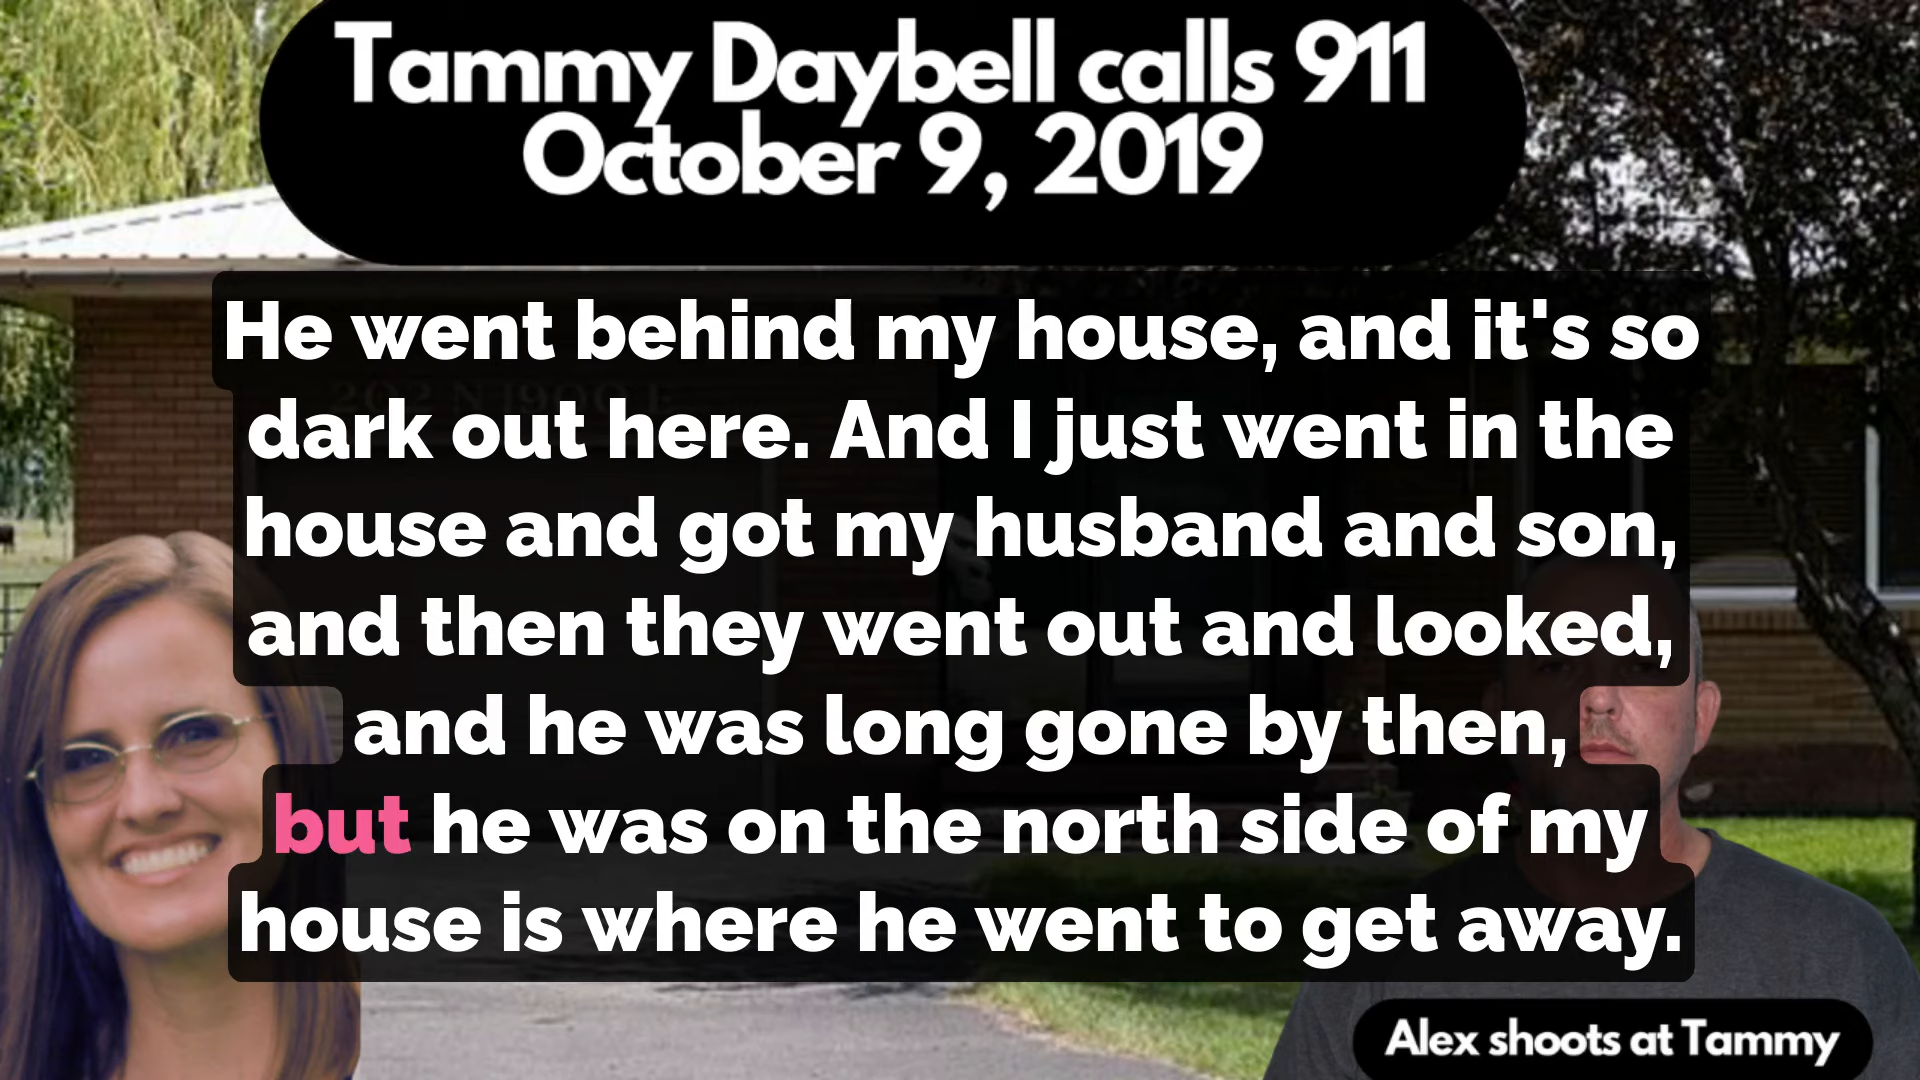 Tammy Daybell calls 911
October 9, 2019
He went behind my house, and it's so
dark out here. And I just went in the
house and got my husband and son,
and then they went out and looked,
and he was long gone by then,
but he was on the north side of my
house is where he went to get away.
Alex shoots at Tammy